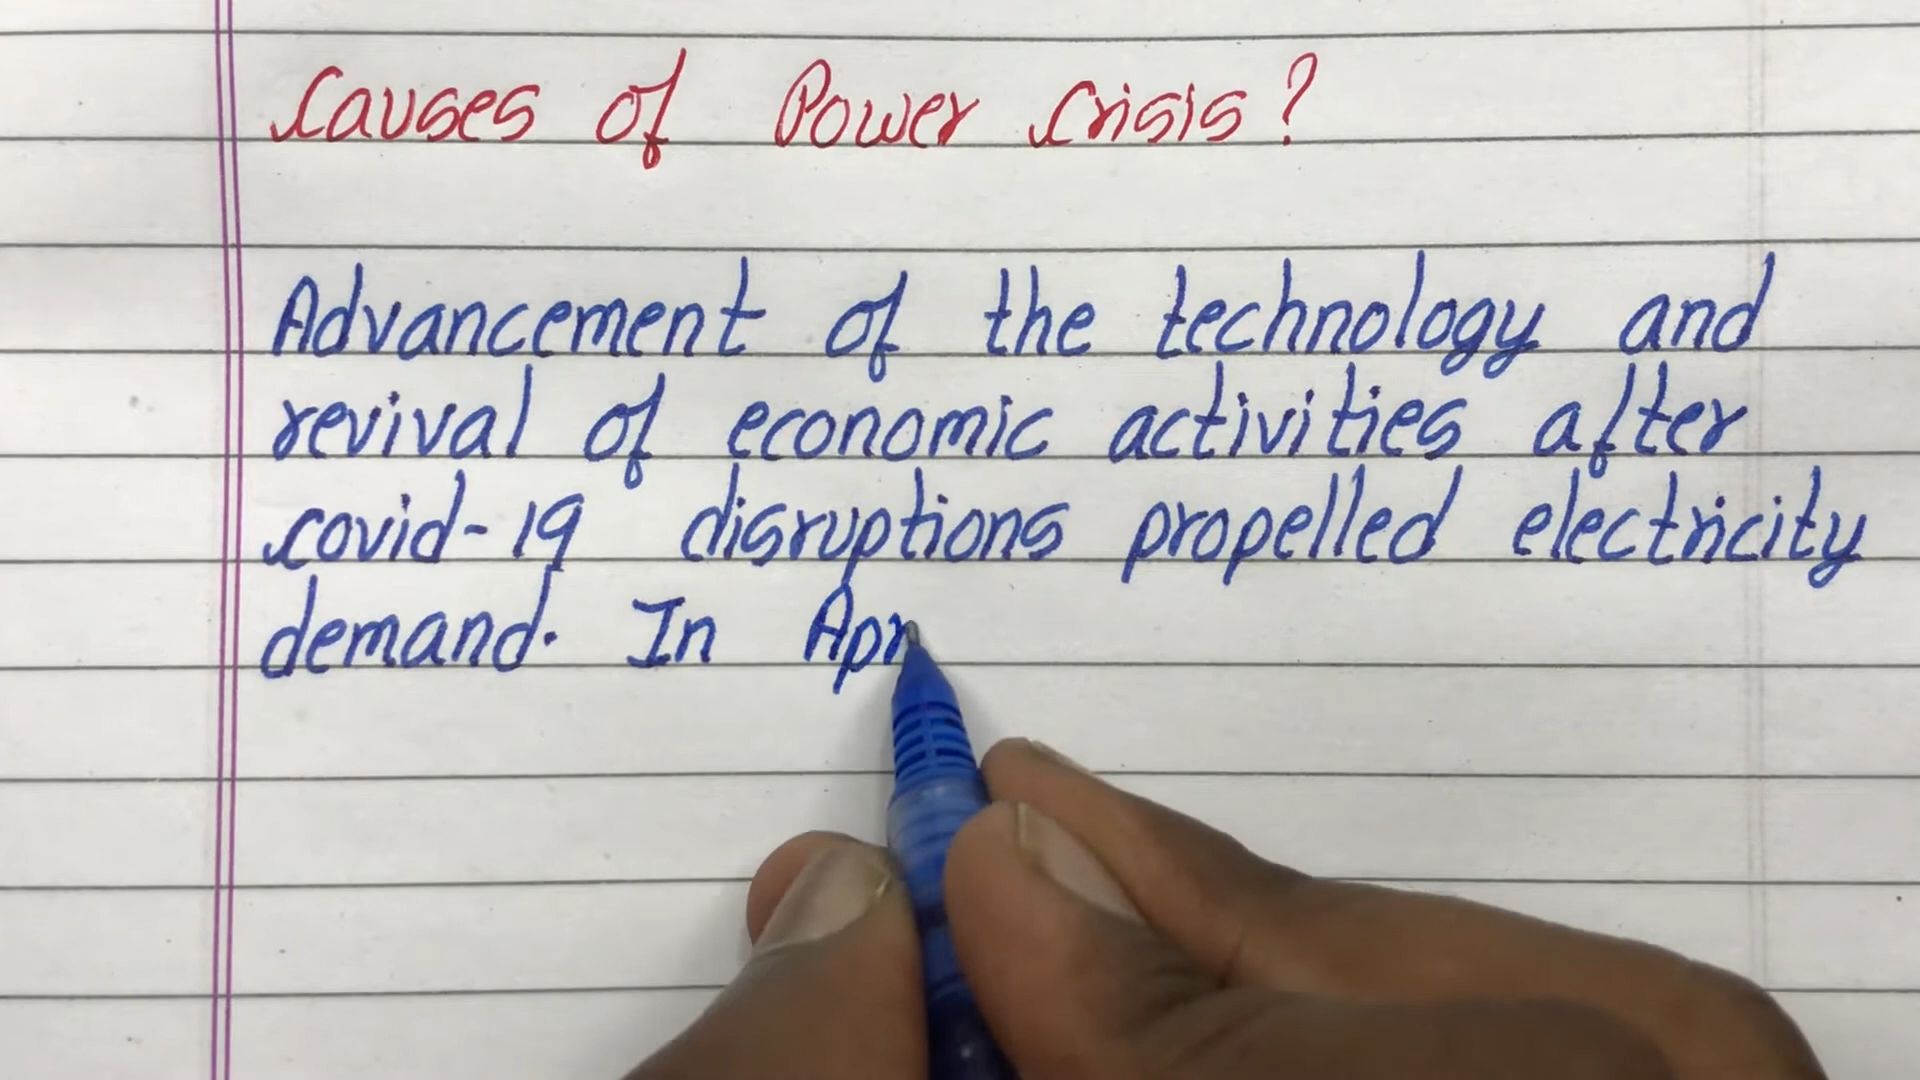 Causes of Power Crisis?
Advancement of the technology and
revival of economic activities after
covid-19 disruptions propelled electricity
demand. In Apr